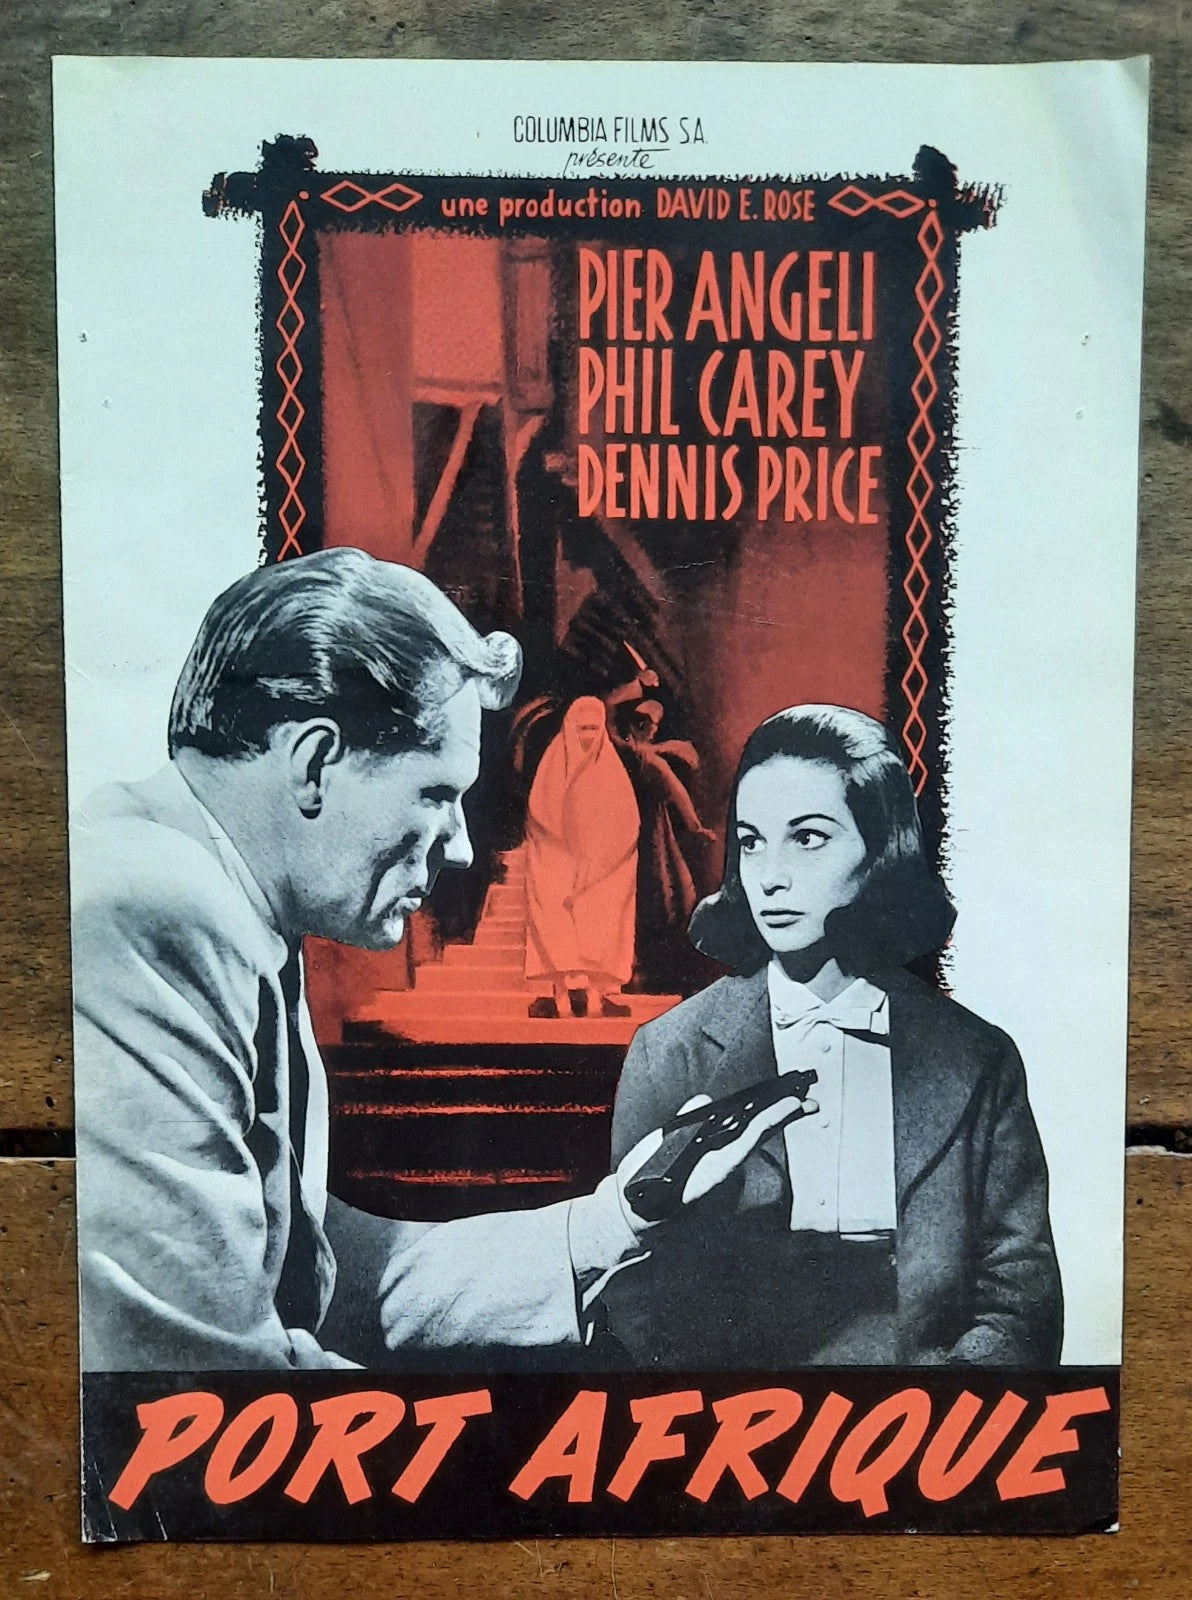 COLUMBIA FILMS S.A.
présente
une production DAVID E. ROSE
PIER ANGELI
PHIL CAREY
DENNIS PRICE
PORT AFRIQUE